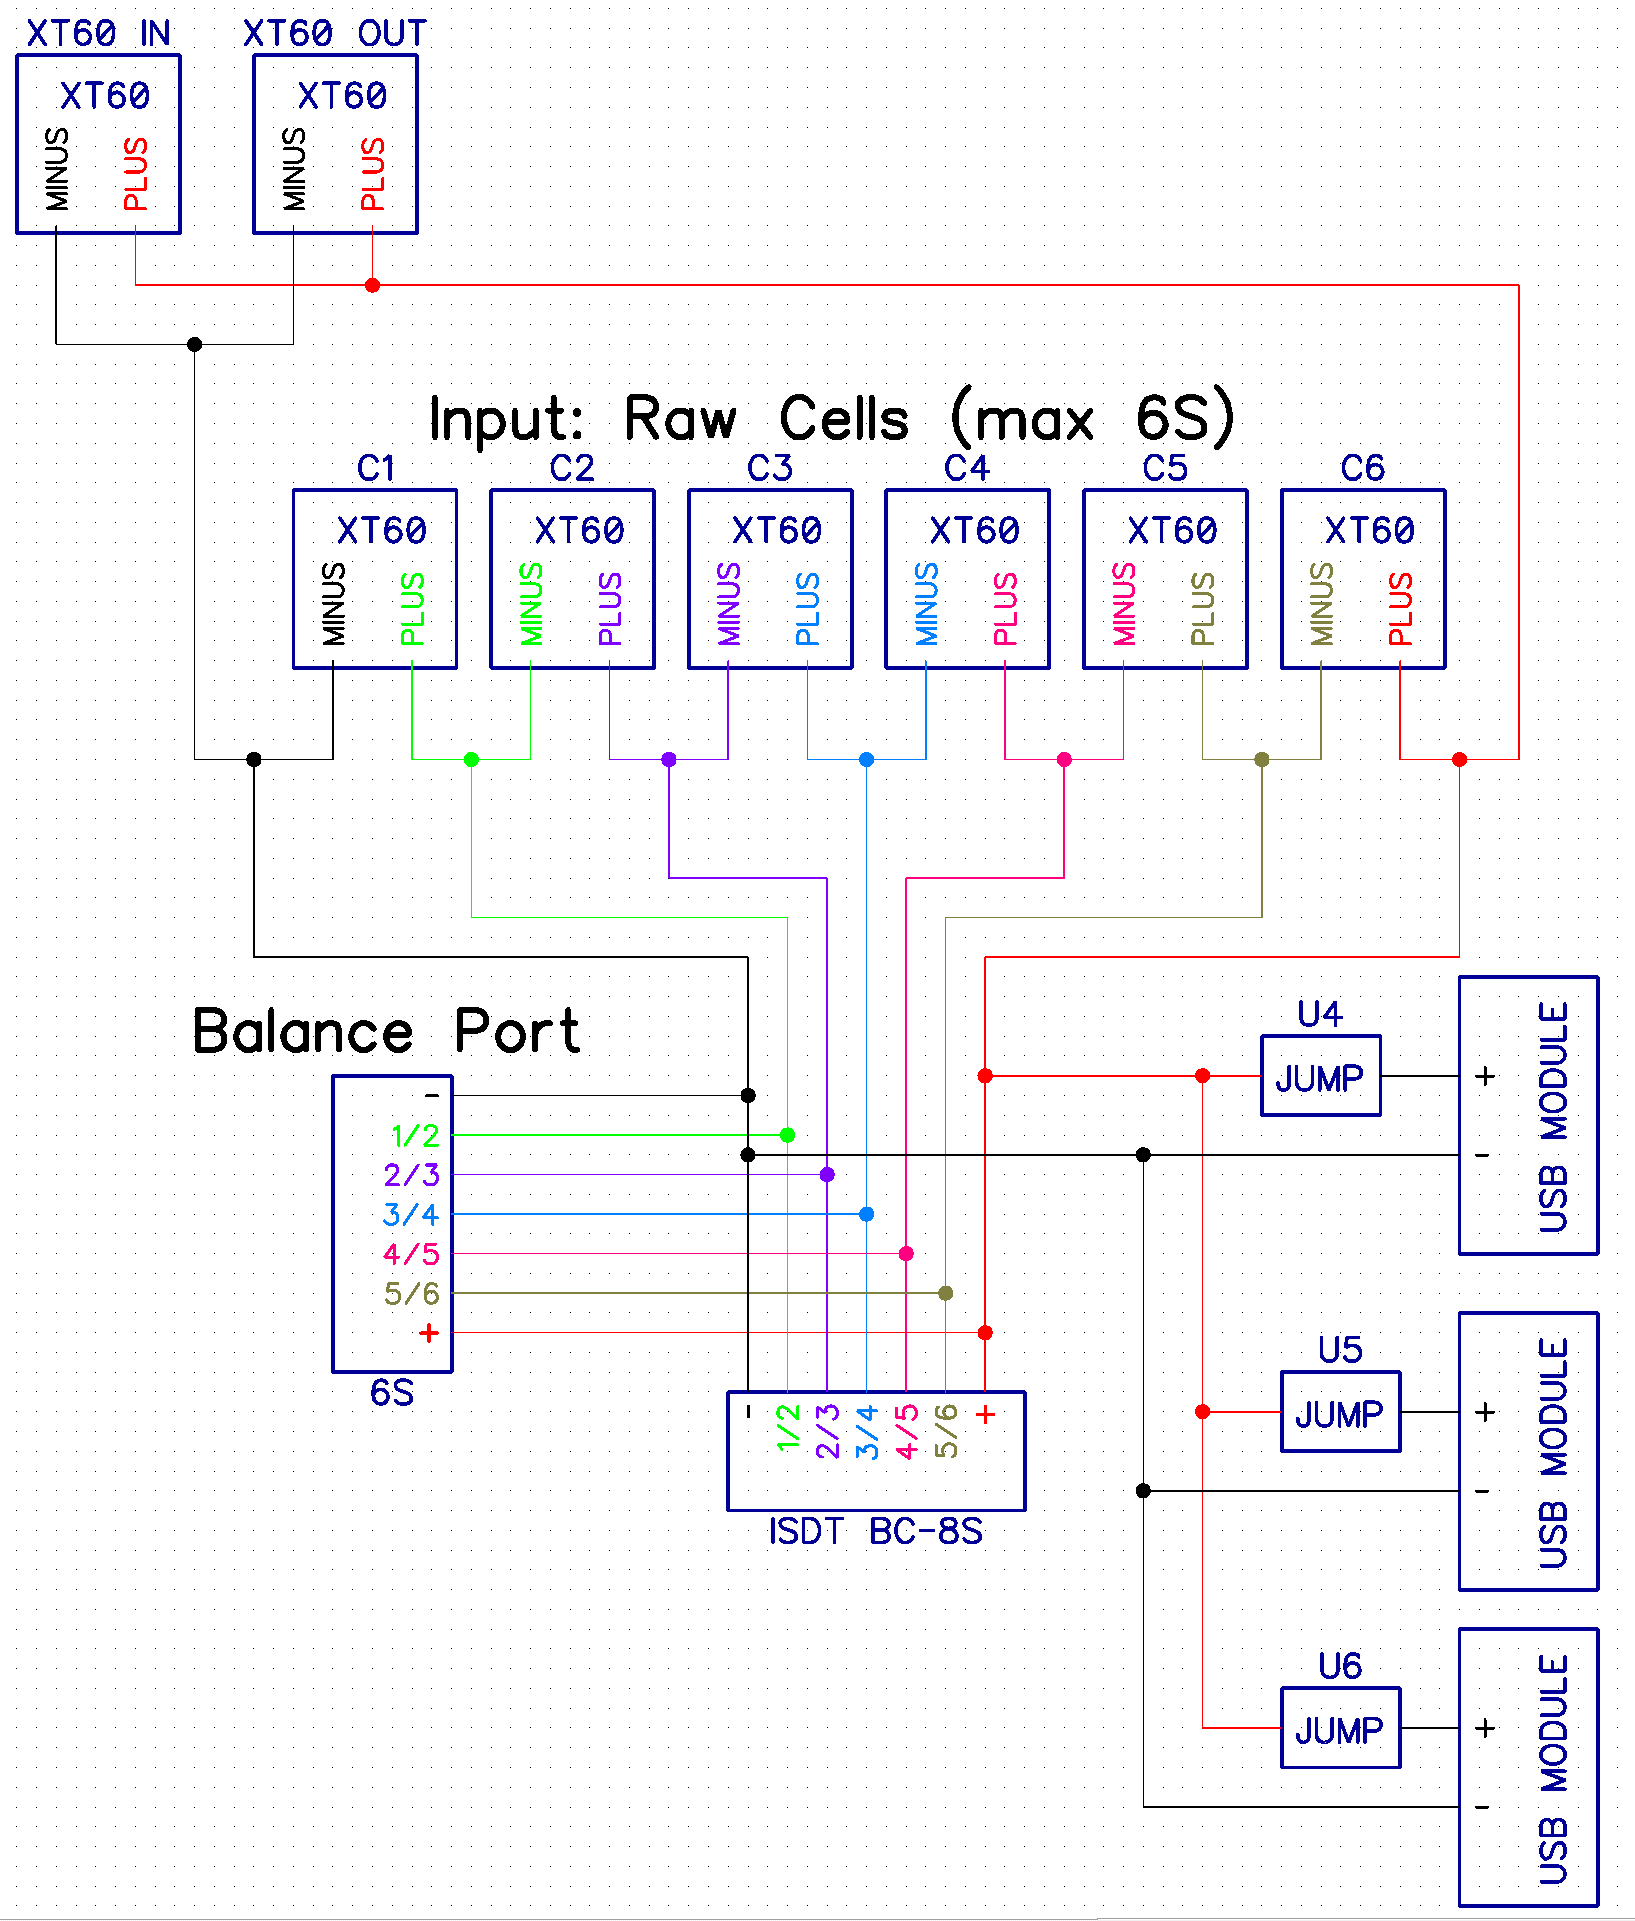 XT60 IN XT60 OUT
XT60 XT60
MINUS PLUS MINUS PLUS
Input: Raw Cells (max 6S)
C1 C2 C3 C4 C5 C6
XT60 XT60 XT60 XT60 XT60 XT60
MINUS PLUS MINUS PLUS MINUS PLUS MINUS PLUS MINUS PLUS MINUS PLUS
Balance Port
-
1/2
2/3
3/4
4/5
5/6
+
6S
- 1/2 2/3 3/4 4/5 5/6 +
ISDT BC-8S
U4
JUMP
+
-
USB MODULE
U5
JUMP
+
-
USB MODULE
U6
JUMP
+
-
USB MODULE